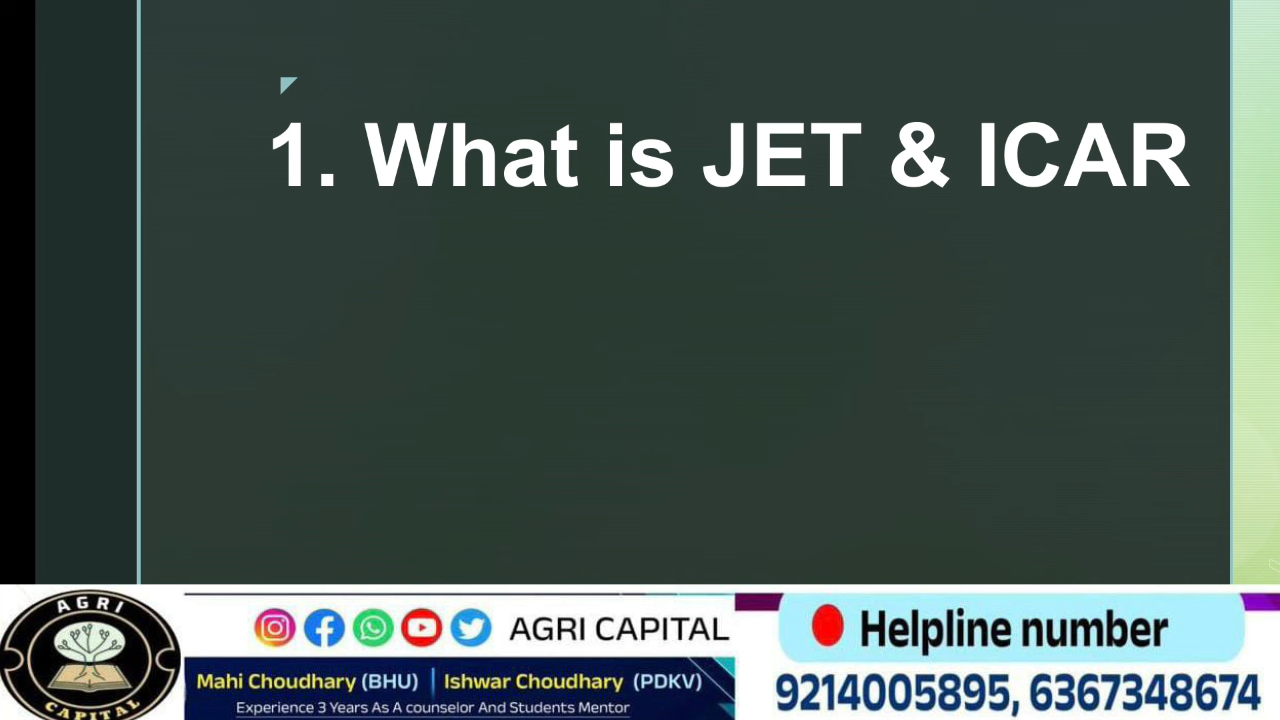 1. What is JET & ICAR
AGRI
CAPITAL
AGRI CAPITAL
Mahi Choudhary (BHU) | Ishwar Choudhary (PDKV)
Experience 3 Years As A counselor And Students Mentor
Helpline number
9214005895, 6367348674